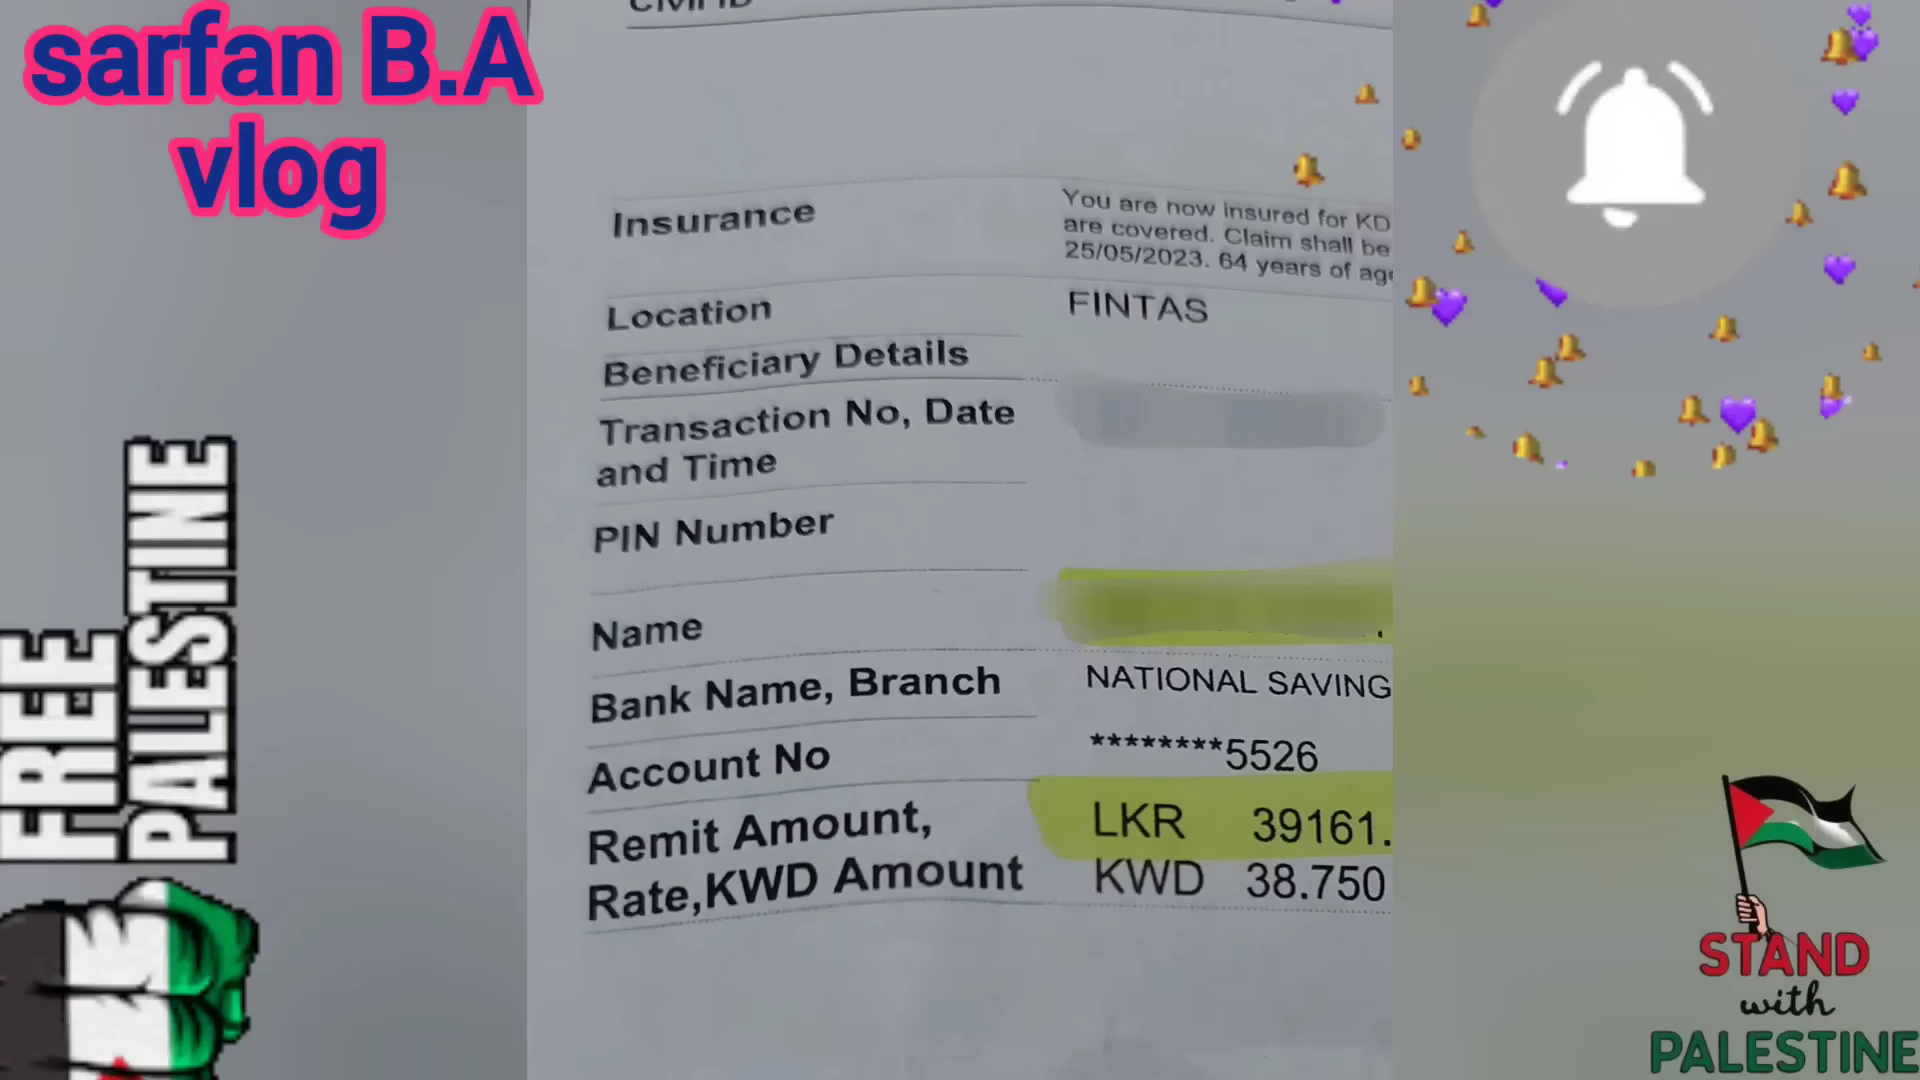 sarfan B.A
vlog
Insurance
You are now insured for KD
are covered. Claim shall be
25/05/2023. 64 years of age
Location
FINTAS
Beneficiary Details
Transaction No, Date
and Time
PIN Number
Name
Bank Name, Branch
NATIONAL SAVING
Account No
********5526
Remit Amount,
LKR 39161.
Rate,KWD Amount
KWD 38.750
FREE
PALESTINE
STAND
with
PALESTINE